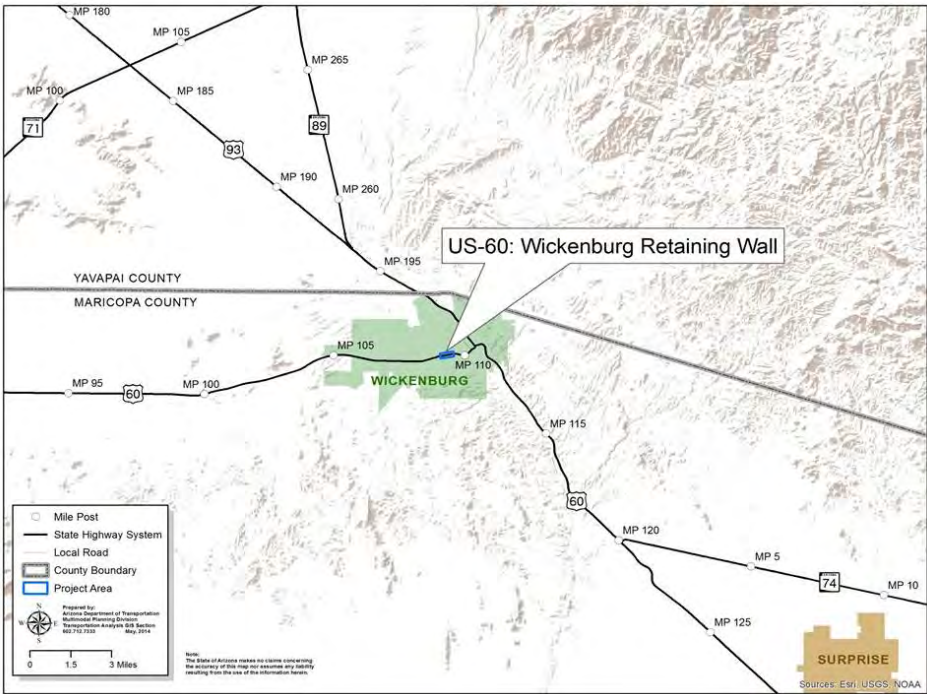 MP 180
MP 105
MP 265
MP 100
MP 185
71
89
93
MP 190
MP 260
US-60: Wickenburg Retaining Wall
MP 195
YAVAPAI COUNTY
MARICOPA COUNTY
MP 105
MP 110
WICKENBURG
MP 95
60
MP 100
MP 115
60
MP 120
MP 5
74
MP 10
MP 125
SURPRISE
Sources: Esri, USGS, NOAA
Mile Post
State Highway System
Local Road
County Boundary
Project Area
N
W
E
S
Prepared by:
Arizona Department of Transportation
Multimodal Planning Division
Transportation Analysis GIS Section
602.712.7333 May, 2014
0 1.5 3 Miles
Note:
The State of Arizona makes no claims concerning
the accuracy of this map nor assumes any liability
resulting from the use of the information herein.